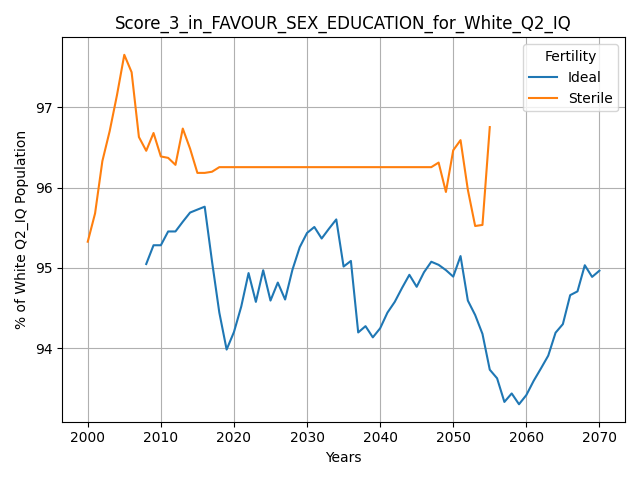 Score_3_in_FAVOUR_SEX_EDUCATION_for_White_Q2_IQ
Fertility
Ideal
Sterile
% of White Q2_IQ Population
97
96
95
94
2000 2010 2020 2030 2040 2050 2060 2070
Years